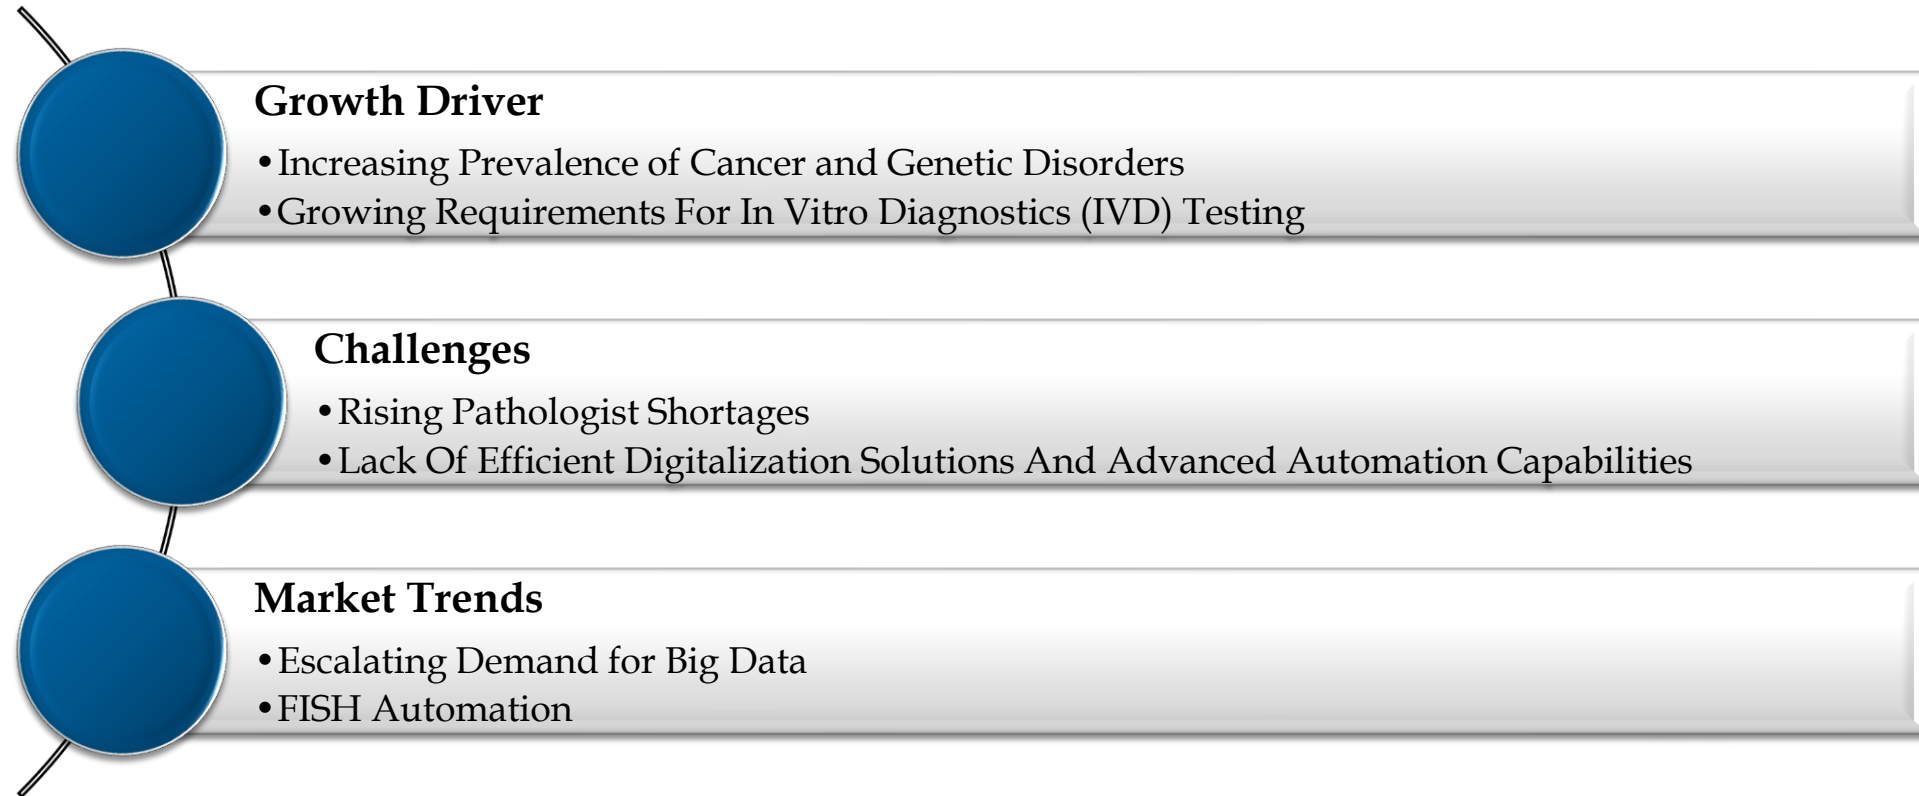 Growth Driver
•Increasing Prevalence of Cancer and Genetic Disorders
•Growing Requirements For In Vitro Diagnostics (IVD) Testing
Challenges
•Rising Pathologist Shortages
•Lack Of Efficient Digitalization Solutions And Advanced Automation Capabilities
Market Trends
•Escalating Demand for Big Data
•FISH Automation